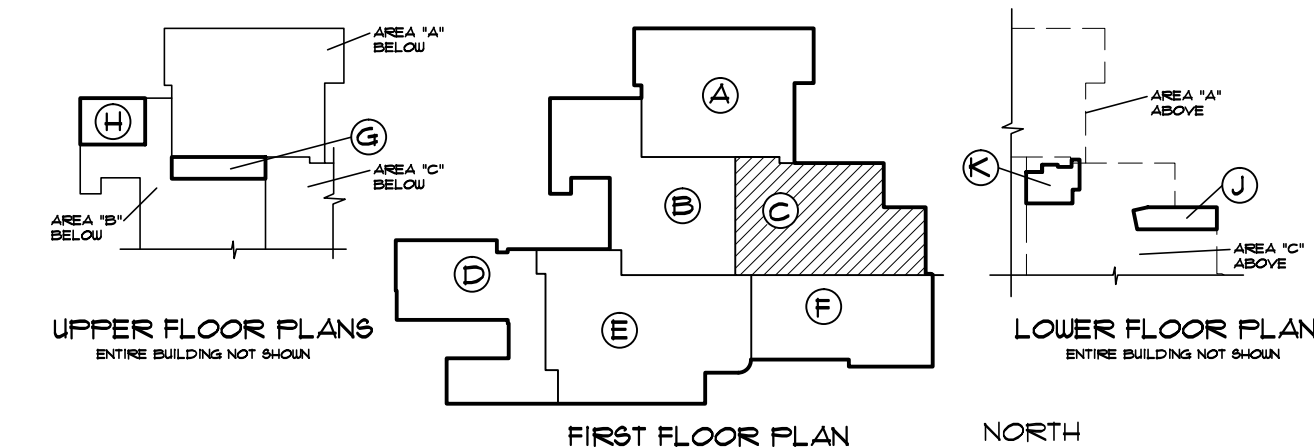 AREA "A"
BELOW
H
G
AREA "C"
BELOW
AREA "B"
BELOW
UPPER FLOOR PLANS
ENTIRE BUILDING NOT SHOWN
A
B
C
D
E
F
FIRST FLOOR PLAN
AREA "A"
ABOVE
K
J
AREA "C"
ABOVE
LOWER FLOOR PLAN
ENTIRE BUILDING NOT SHOWN
NORTH